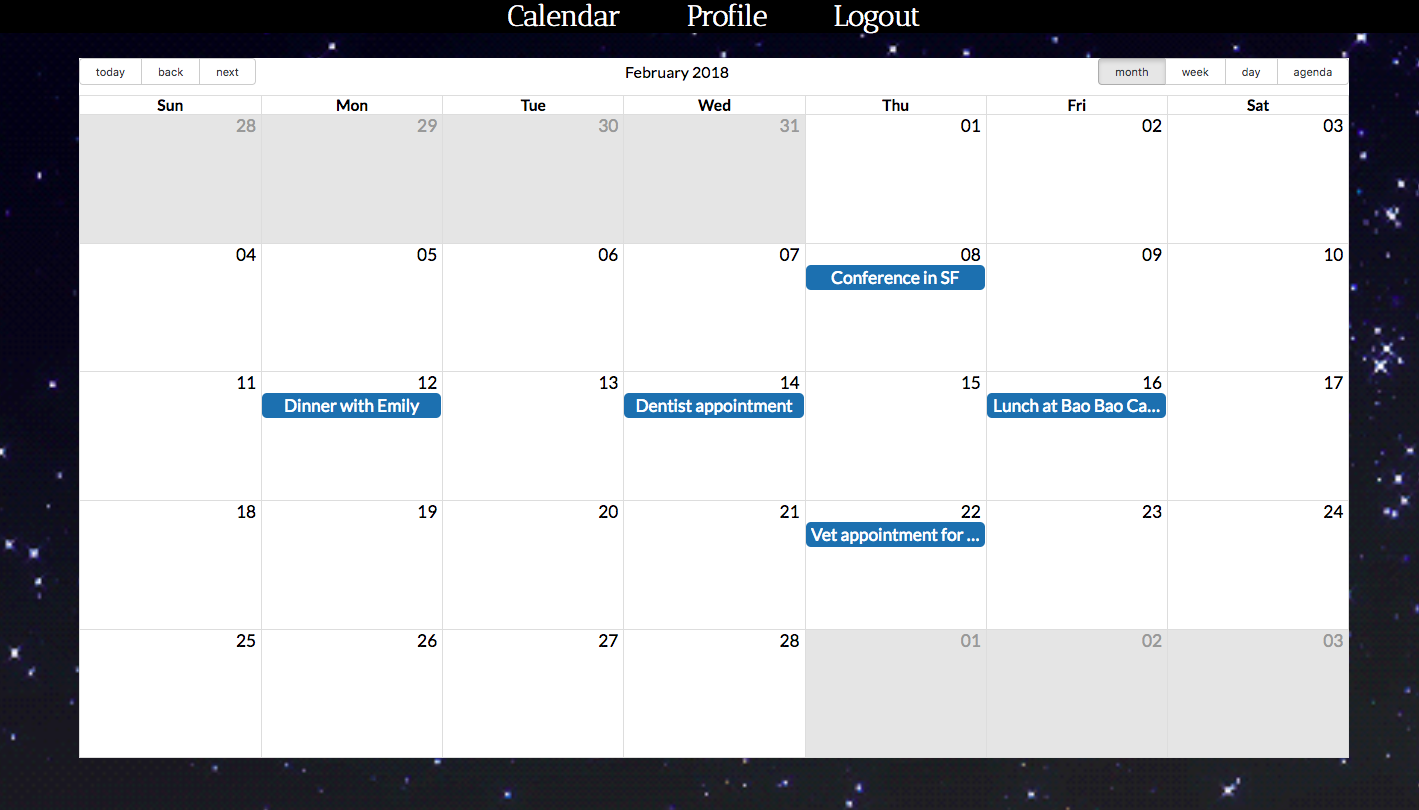 Calendar Profile Logout
today back next February 2018 month week day agenda
Sun Mon Tue Wed Thu Fri Sat
28 29 30 31 01 02 03
04 05 06 07 08 09 10
Conference in SF
11 12 13 14 15 16 17
Dinner with Emily Dentist appointment Lunch at Bao Bao Ca...
18 19 20 21 22 23 24
Vet appointment for ...
25 26 27 28 01 02 03